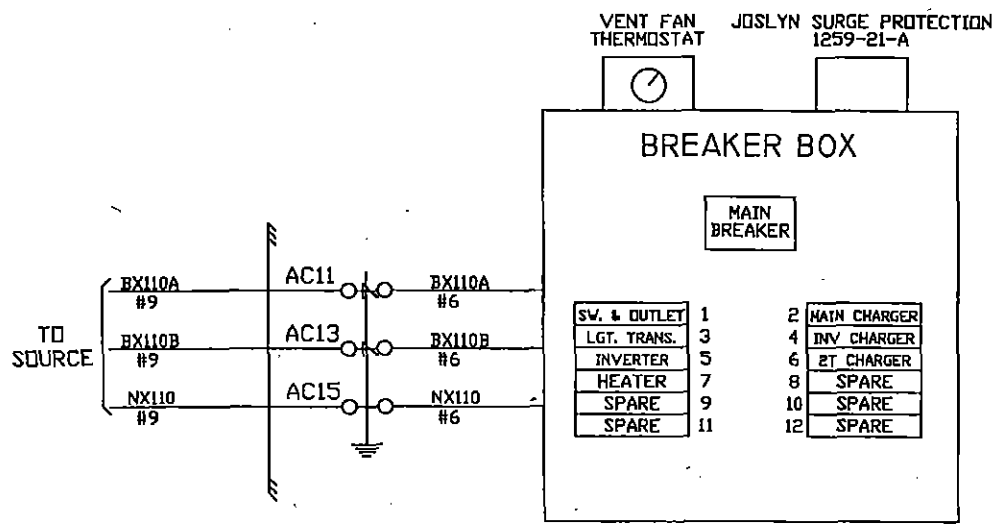 VENT FAN
THERMOSTAT
JOSLYN SURGE PROTECTION
1259-21-A
BREAKER BOX
MAIN
BREAKER
TO
SOURCE
BX110A
#9
AC11
BX110A
#6
BX110B
#9
AC13
BX110B
#6
NX110
#9
AC15
NX110
#6
SW. & OUTLET 1 2 MAIN CHARGER
LGT. TRANS. 3 4 INV CHARGER
INVERTER 5 6 2T CHARGER
HEATER 7 8 SPARE
SPARE 9 10 SPARE
SPARE 11 12 SPARE